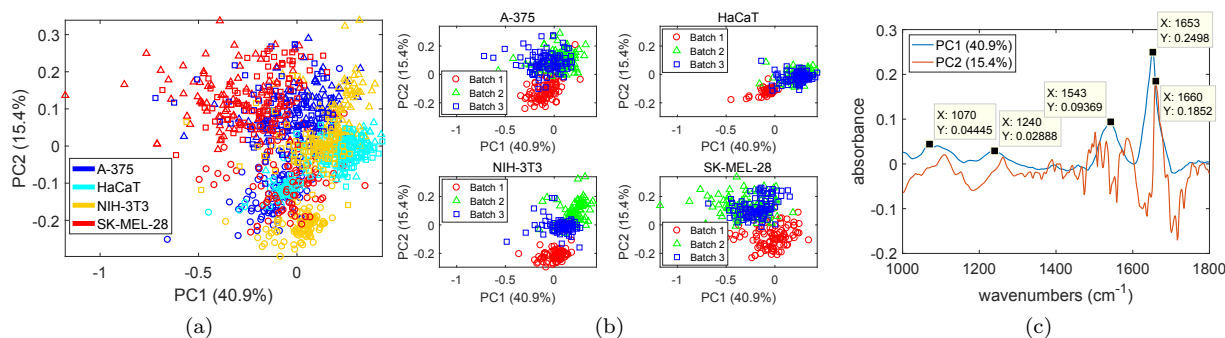 0.3
0.2
0.1
0
-0.1
-0.2
PC2 (15.4%)
A-375
HaCaT
NIH-3T3
SK-MEL-28
-1
-0.5
0
PC1 (40.9%)
(a)
A-375
0.2
0
-0.2
PC2 (15.4%)
Batch 1
Batch 2
Batch 3
-1
-0.5
0
PC1 (40.9%)
HaCaT
0.2
0
-0.2
PC2 (15.4%)
Batch 1
Batch 2
Batch 3
-1
-0.5
0
PC1 (40.9%)
NIH-3T3
0.2
0
-0.2
PC2 (15.4%)
Batch 1
Batch 2
Batch 3
-1
-0.5
0
PC1 (40.9%)
SK-MEL-28
0.2
0
-0.2
PC2 (15.4%)
Batch 1
Batch 2
Batch 3
-1
-0.5
0
PC1 (40.9%)
(b)
0.3
0.2
0.1
0
-0.1
-0.2
absorbance
PC1 (40.9%)
PC2 (15.4%)
X: 1653
Y: 0.2498
X: 1543
Y: 0.09369
X: 1070
Y: 0.04445
X: 1240
Y: 0.02888
X: 1660
Y: 0.1852
1000
1200
1400
1600
1800
wavenumbers (cm⁻¹)
(c)